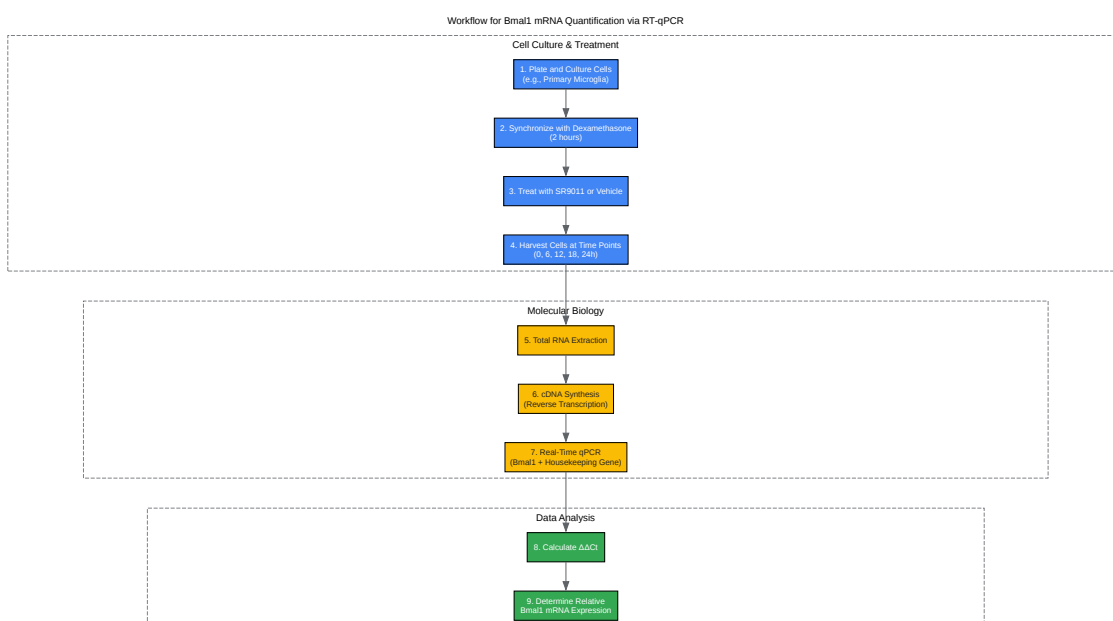 Workflow for Bmal1 mRNA Quantification via RT-qPCR
Cell Culture & Treatment
1. Plate and Culture Cells
(e.g., Primary Microglia)
2. Synchronize with Dexamethasone
(2 hours)
3. Treat with SR9011 or Vehicle
4. Harvest Cells at Time Points
(0, 6, 12, 18, 24h)
Molecular Biology
5. Total RNA Extraction
6. cDNA Synthesis
(Reverse Transcription)
7. Real-Time qPCR
(Bmal1 + Housekeeping Gene)
Data Analysis
8. Calculate ΔΔCt
9. Determine Relative
Bmal1 mRNA Expression